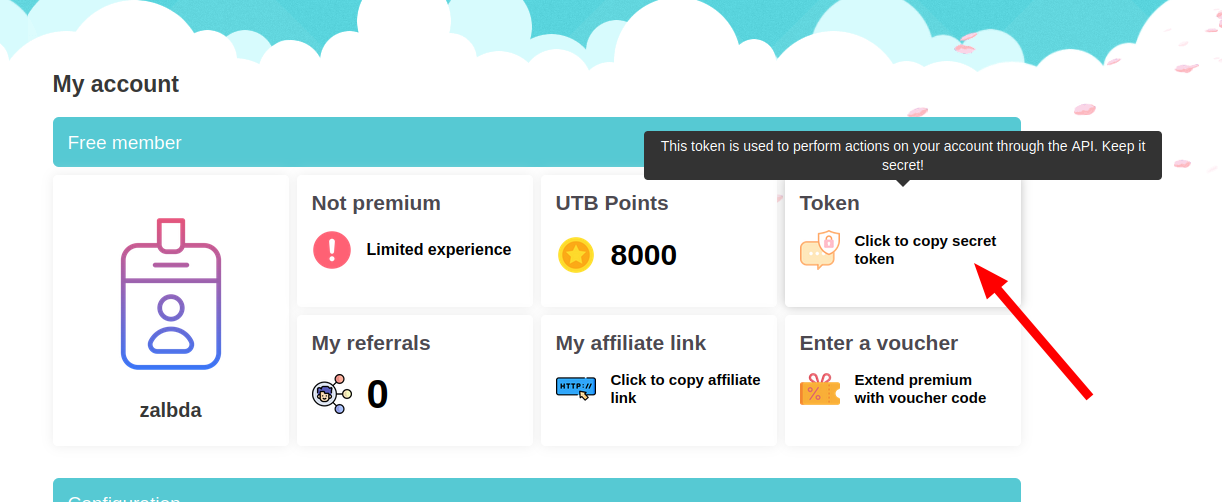 My account
Free member
This token is used to perform actions on your account through the API. Keep it
secret!
Not premium
Limited experience
UTB Points
8000
Token
Click to copy secret
token
zalbda
My referrals
0
My affiliate link
HTTP://
Click to copy affiliate
link
Enter a voucher
%
Extend premium
with voucher code
Configuration